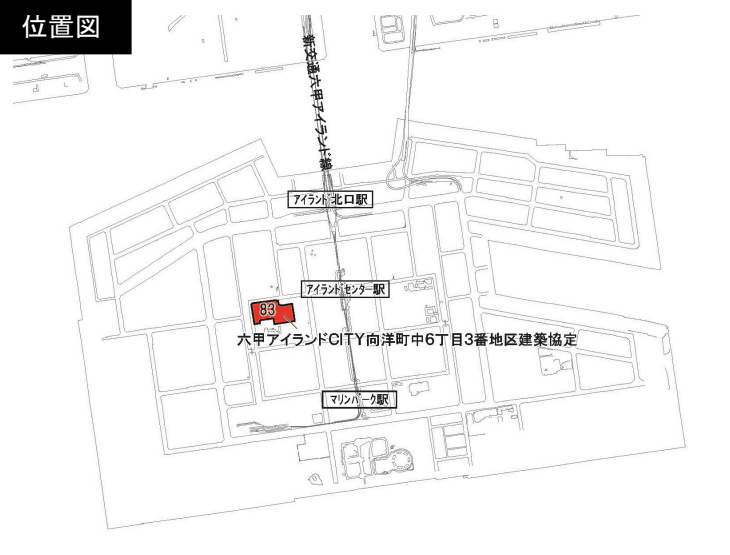 位置図
新交通六甲アイランド線
アイランド北口駅
アイランドセンター駅
83
六甲アイランドCITY向洋町中6丁目3番地区建築協定
マリンパーク駅